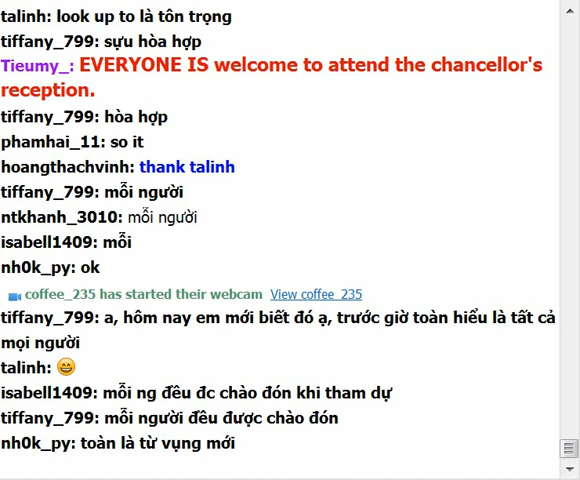 talinh: look up to là tôn trọng
tiffany_799: sựu hòa hợp
Tieumy_: EVERYONE IS welcome to attend the chancellor's
reception.
tiffany_799: hòa hợp
phamhai_11: so it
hoangthachvinh: thank talinh
tiffany_799: mỗi người
ntkhanh_3010: mỗi người
isabell1409: mỗi
nh0k_py: ok
coffee_235 has started their webcam View coffee_235
tiffany_799: a, hôm nay em mới biết đó ạ, trước giờ toàn hiểu là tất cả
mọi người
talinh: 😄
isabell1409: mỗi ng đều đc chào đón khi tham dự
tiffany_799: mỗi người đều được chào đón
nh0k_py: toàn là từ vụng mới